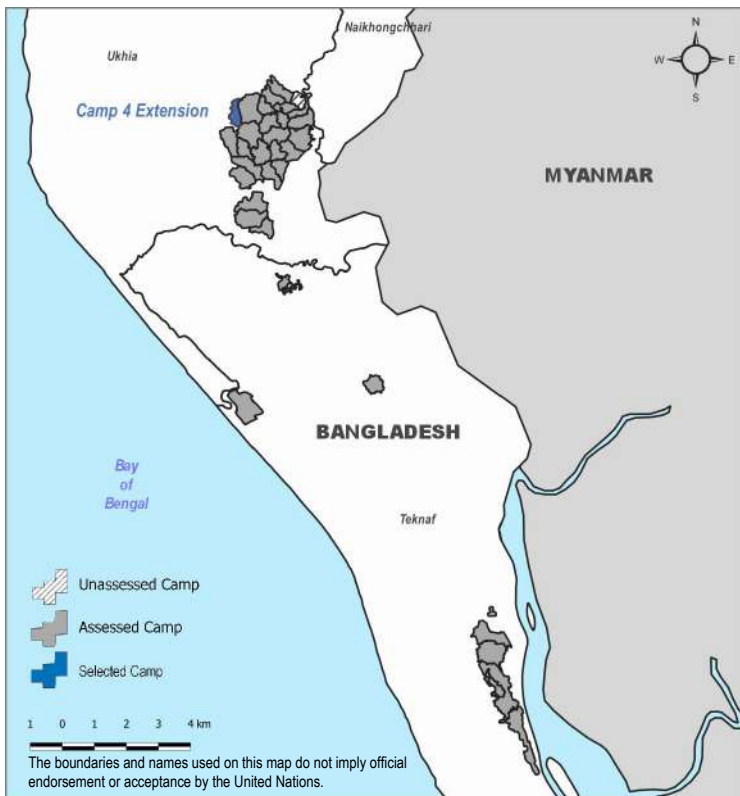 Naikhongchhari
N
W E
S
Ukhia
Camp 4 Extension
MYANMAR
BANGLADESH
Bay
of
Bengal
Teknaf
Unassessed Camp
Assessed Camp
Selected Camp
1 0 1 2 3 4 km
The boundaries and names used on this map do not imply official
endorsement or acceptance by the United Nations.